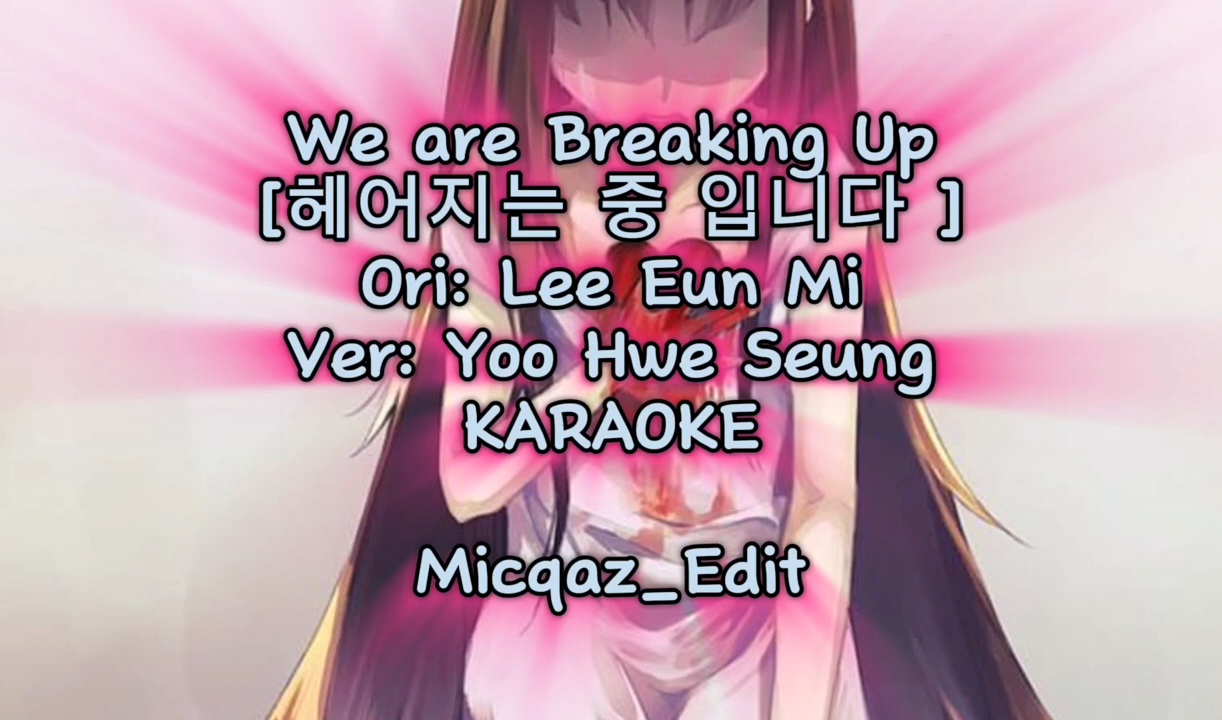 We are Breaking Up
[헤어지는 중 입니다 ]
Ori: Lee Eun Mi
Ver: Yoo Hwe Seung
KARAOKE
Micqaz_Edit